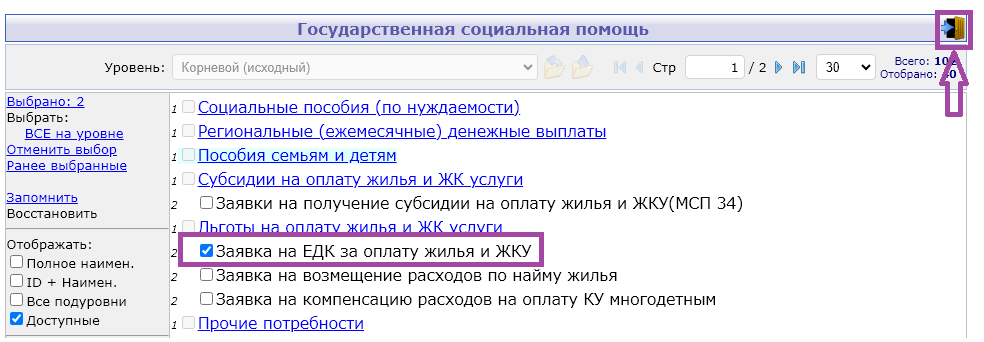 Государственная социальная помощь
Уровень: Корневой (исходный) Стр 1 / 2 30 Всего: 102
Отобрано: 40
Выбрано: 2
Выбрать:
ВСЕ на уровне
Отменить выбор
Ранее выбранные
Запомнить
Восстановить
Отображать:
Полное наимен.
ID + Наимен.
Все подуровни
Доступные
1 Социальные пособия (по нуждаемости)
1 Региональные (ежемесячные) денежные выплаты
1 Пособия семьям и детям
1 Субсидии на оплату жилья и ЖК услуги
2 Заявки на получение субсидии на оплату жилья и ЖКУ(МСП 34)
1 Льготы на оплату жилья и ЖК услуги
2 Заявка на ЕДК за оплату жилья и ЖКУ
2 Заявка на возмещение расходов по найму жилья
2 Заявка на компенсацию расходов на оплату КУ многодетным
1 Прочие потребности